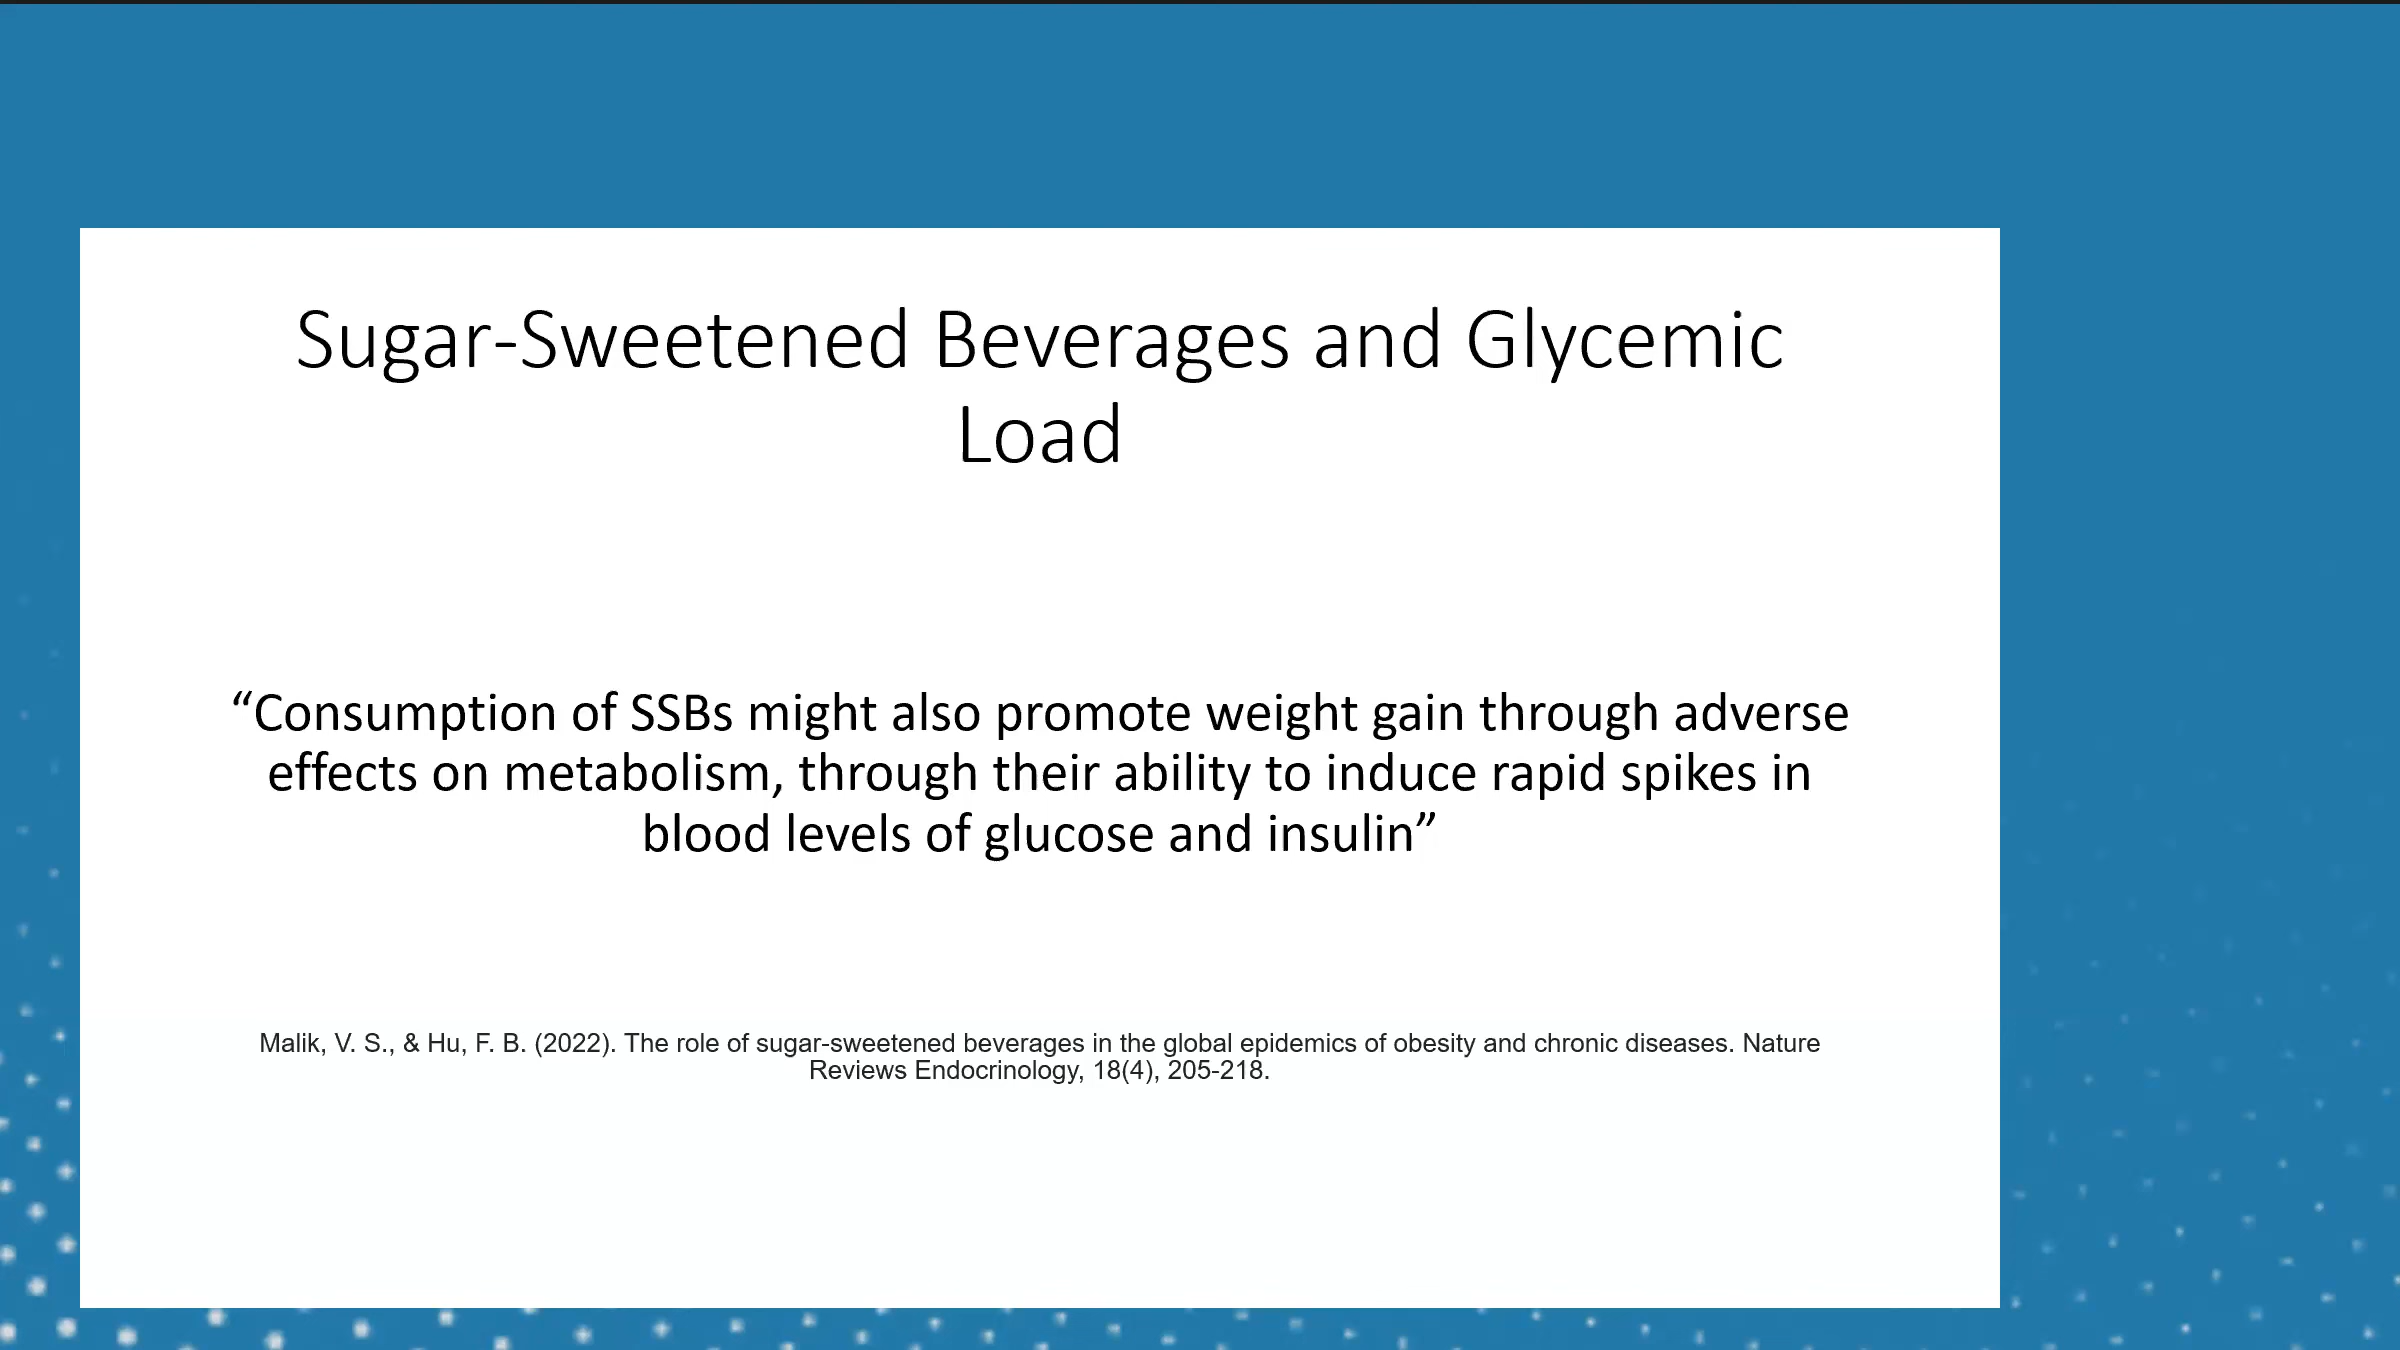 Sugar-Sweetened Beverages and Glycemic
Load
“Consumption of SSBs might also promote weight gain through adverse
effects on metabolism, through their ability to induce rapid spikes in
blood levels of glucose and insulin”
Malik, V. S., & Hu, F. B. (2022). The role of sugar-sweetened beverages in the global epidemics of obesity and chronic diseases. Nature
Reviews Endocrinology, 18(4), 205-218.